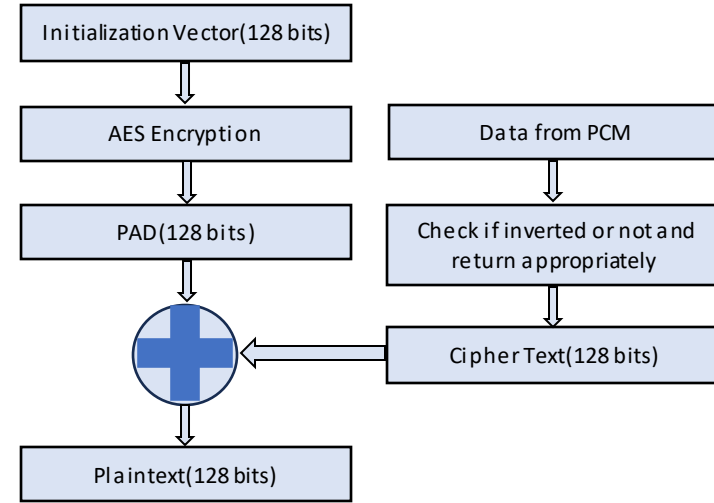 Initialization Vector(128 bits)
AES Encryption
Data from PCM
PAD(128 bits)
Check if inverted or not and
return appropriately
Cipher Text(128 bits)
Plaintext(128 bits)